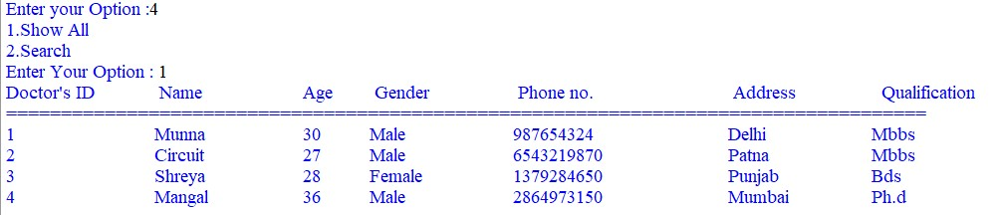 Enter your Option :4
1.Show All
2.Search
Enter Your Option : 1
Doctor's ID Name Age Gender Phone no. Address Qualification
====================================================================================
1 Munna 30 Male 987654324 Delhi Mbbs
2 Circuit 27 Male 6543219870 Patna Mbbs
3 Shreya 28 Female 1379284650 Punjab Bds
4 Mangal 36 Male 2864973150 Mumbai Ph.d